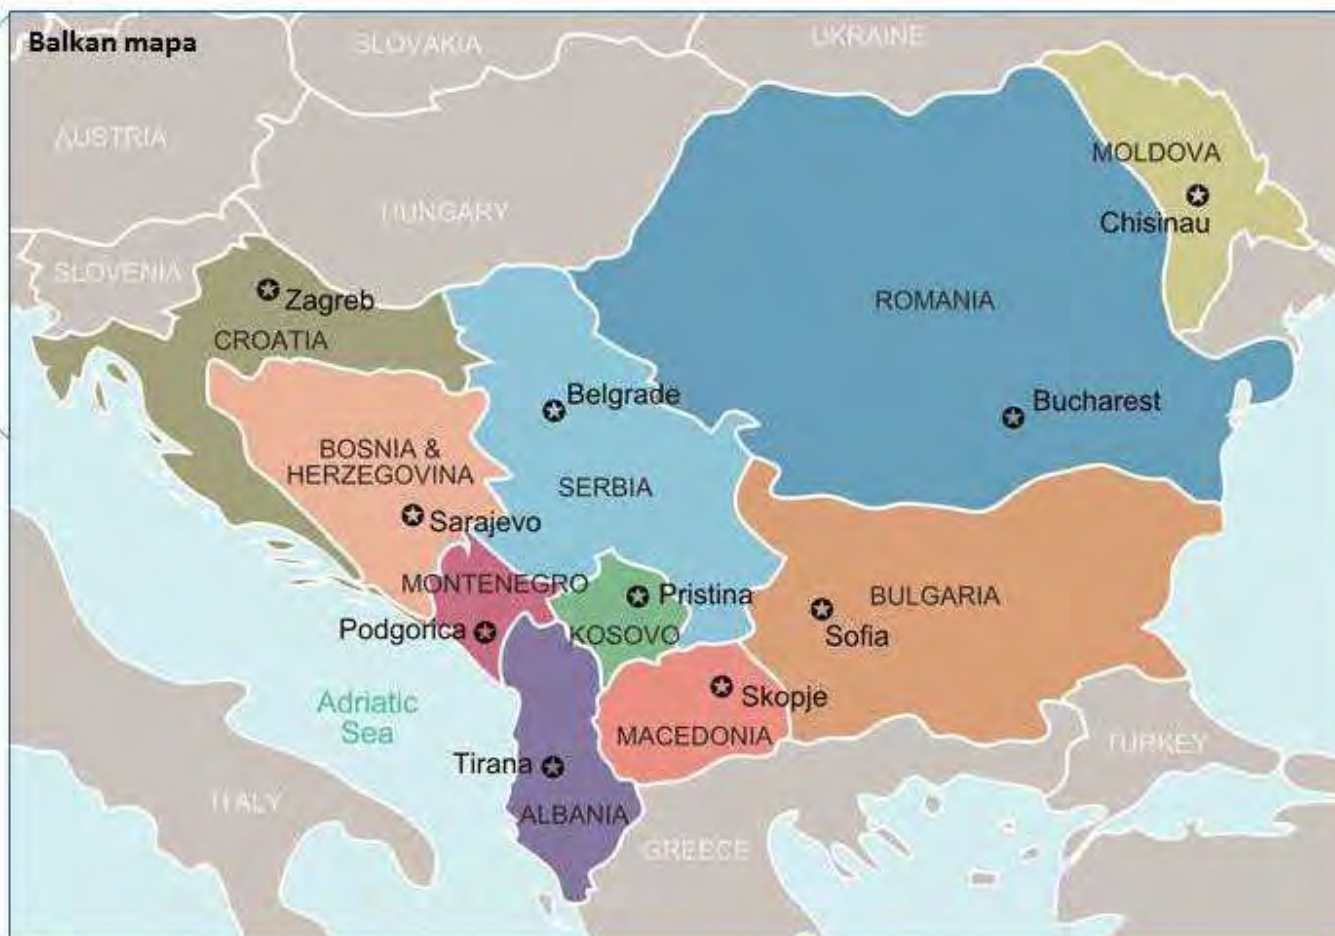 Balkan mapa
SLOVAKIA
UKRAINE
AUSTRIA
MOLDOVA
HUNGARY
Chisinau
SLOVENIA
Zagreb
ROMANIA
CROATIA
Belgrade
Bucharest
BOSNIA &
HERZEGOVINA
SERBIA
Sarajevo
MONTENEGRO
Pristina
BULGARIA
Podgorica
KOSOVO
Sofia
Adriatic
Sea
Skopje
MACEDONIA
TURKEY
Tirana
ITALY
ALBANIA
GREECE